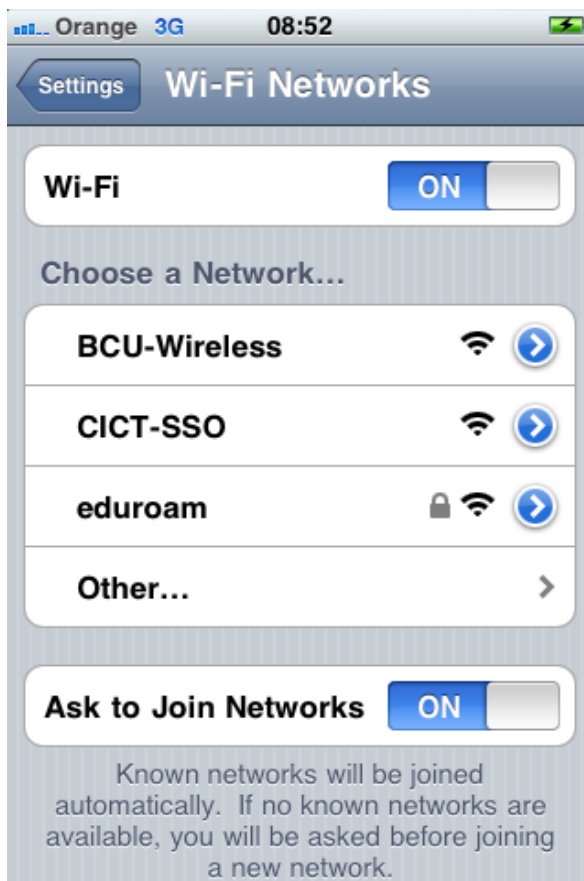 Orange 3G 08:52
Settings Wi-Fi Networks
Wi-Fi ON
Choose a Network...
BCU-Wireless
CICT-SSO
eduroam
Other...
Ask to Join Networks ON
Known networks will be joined
automatically. If no known networks are
available, you will be asked before joining
a new network.